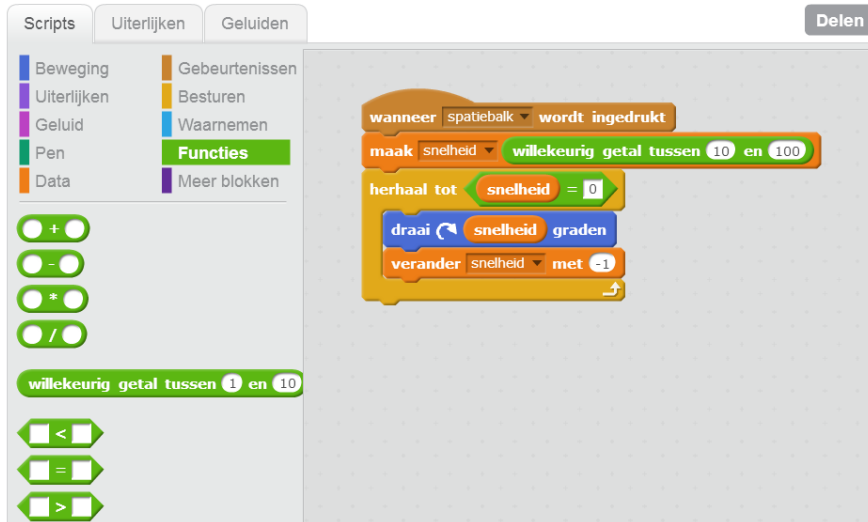 Scripts Uiterlijken Geluiden Delen
Beweging Gebeurtenissen
Uiterlijken Besturen
Geluid Waarnemen
Pen Functies
Data Meer blokken
+
-
*
/
willekeurig getal tussen 1 en 10
<
=
>
wanneer spatiebalk wordt ingedrukt
maak snelheid willekeurig getal tussen 10 en 100
herhaal tot snelheid = 0
draai snelheid graden
verander snelheid met -1